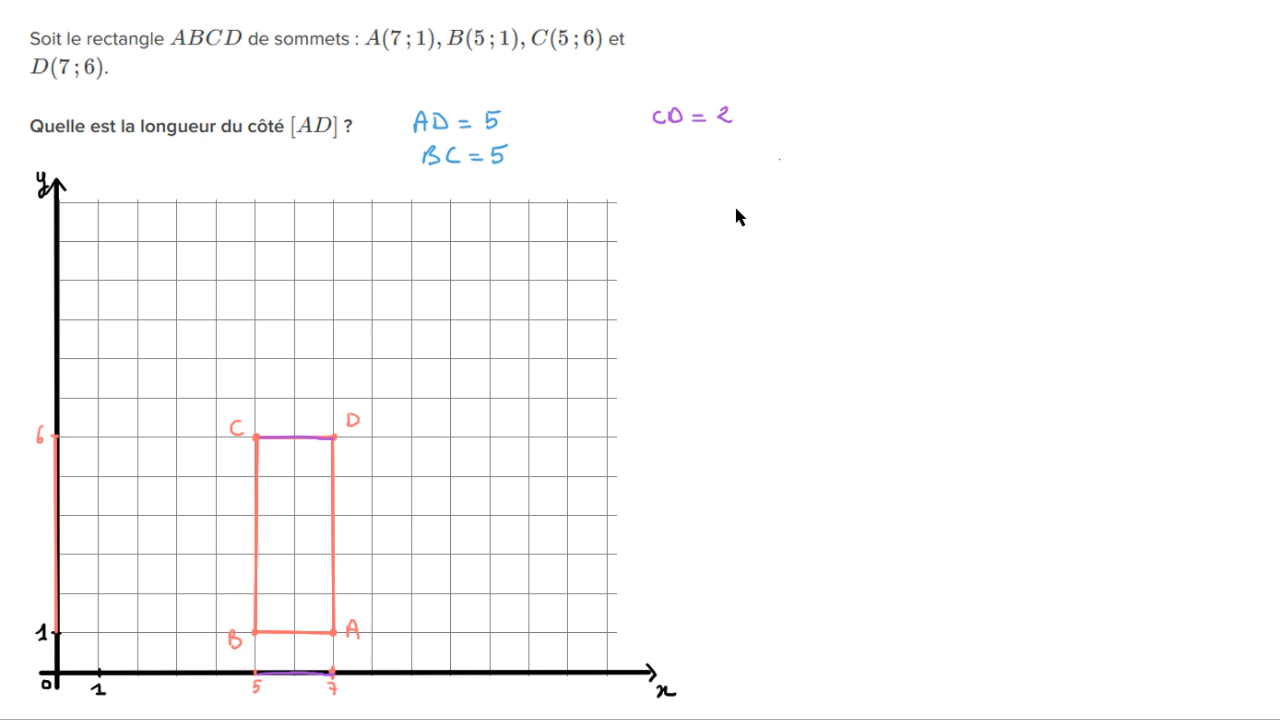 Soit le rectangle ABCD de sommets : A(7 ; 1), B(5 ; 1), C(5 ; 6) et
D(7 ; 6).
Quelle est la longueur du côté [AD] ?
AD = 5
CD = 2
BC = 5
y
C
D
6
1
B
A
0
1
5
7
x